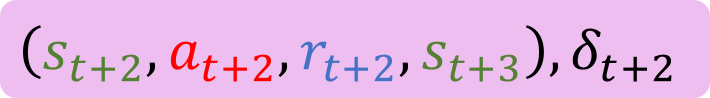 (s_{t+2}, a_{t+2}, r_{t+2}, s_{t+3}), δ_{t+2}